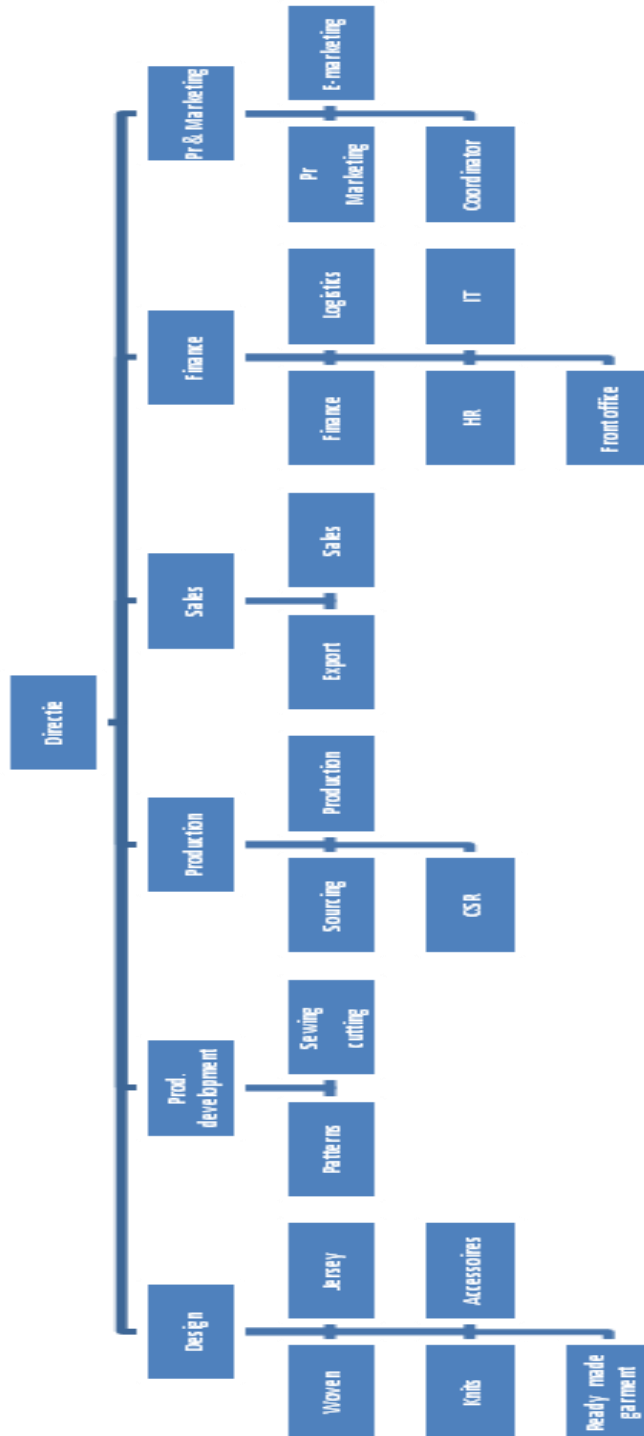 Directie
Design
Prod.
development
Production
Sales
Finance
Pr & Marketing
Woven
Jersey
Patterns
Sewing
cutting
Sourcing
Production
Export
Sales
Finance
Logistics
Pr
Marketing
E-marketing
Knits
Accessoires
CSR
HR
IT
Coordinator
Ready made
garment
Front office